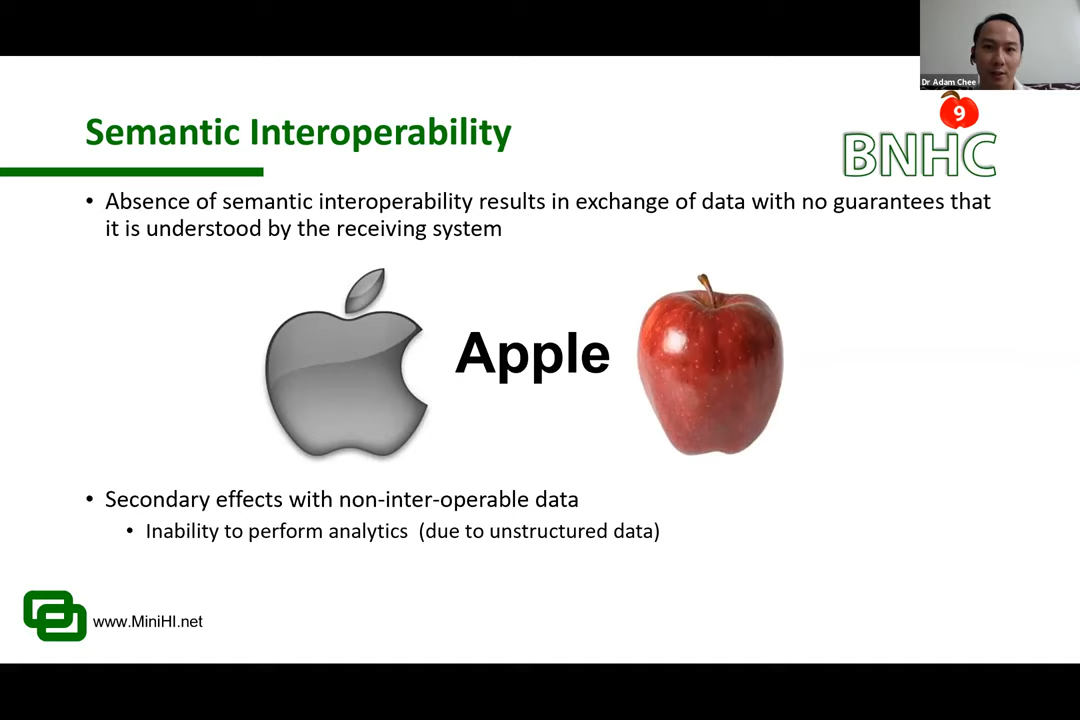 Dr Adam Chee
Semantic Interoperability
9
BNHC
• Absence of semantic interoperability results in exchange of data with no guarantees that
it is understood by the receiving system
Apple
• Secondary effects with non-inter-operable data
• Inability to perform analytics (due to unstructured data)
www.MiniHI.net